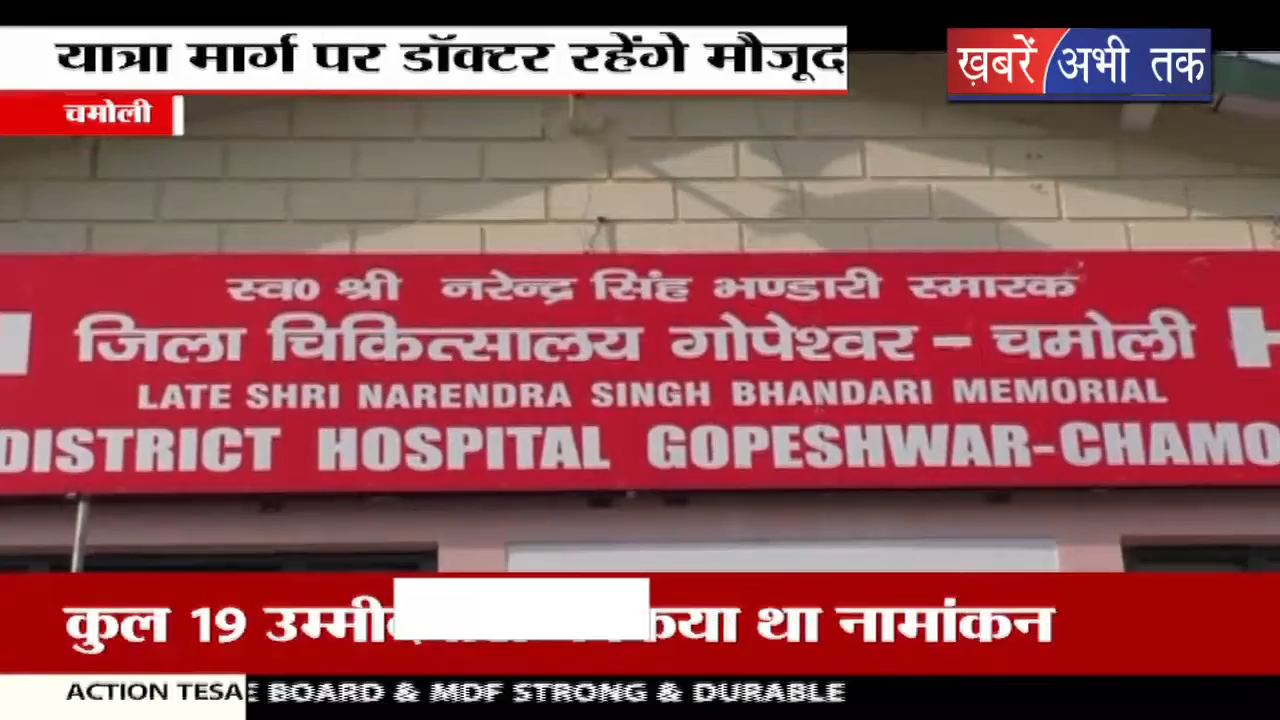 यात्रा मार्ग पर डॉक्टर रहेंगे मौजूद
ख़बरें अभी तक
चमोली
स्व0 श्री नरेन्द्र सिंह भण्डारी स्मारक
जिला चिकित्सालय गोपेश्वर - चमोली
LATE SHRI NARENDRA SINGH BHANDARI MEMORIAL
DISTRICT HOSPITAL GOPESHWAR-CHAMO
कुल 19 था नामांकन
ACTION TESA BOARD & MDF STRONG & DURABLE